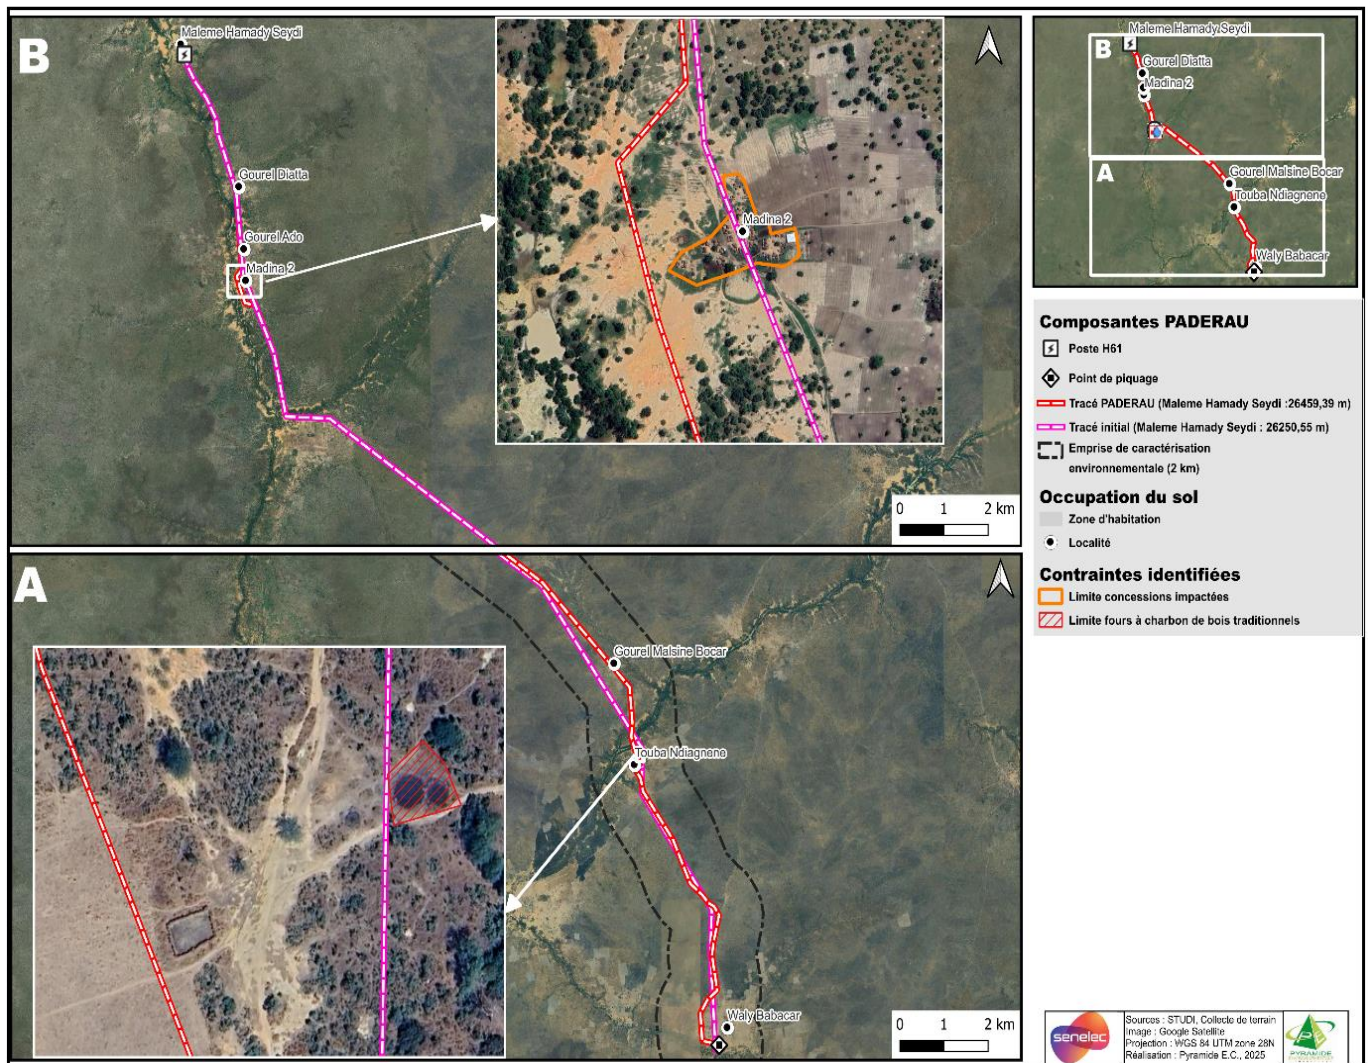 B
Maleme Hamady Seydi
Gourel Diatta
Gourel Ado
Madina 2
Madina 2
0 1 2 km
A
Gourel Malsine Bocar
Touba Ndiagnene
Waly Babacar
0 1 2 km
Maleme Hamady Seydi
B
Gourel Diatta
Madina 2
A
Gourel Malsine Bocar
Touba Ndiagnene
Waly Babacar
Composantes PADERAU
Poste H61
Point de piquage
Tracé PADERAU (Maleme Hamady Seydi :26459,39 m)
Tracé initial (Maleme Hamady Seydi : 26250,55 m)
Emprise de caractérisation
environnementale (2 km)
Occupation du sol
Zone d'habitation
Localité
Contraintes identifiées
Limite concessions impactées
Limite fours à charbon de bois traditionnels
senelec
Sources : STUDI, Collecte de terrain
Image : Google Satellite
Projection : WGS 84 UTM zone 28N
Réalisation : Pyramide E.C., 2025
PYRAMIDE